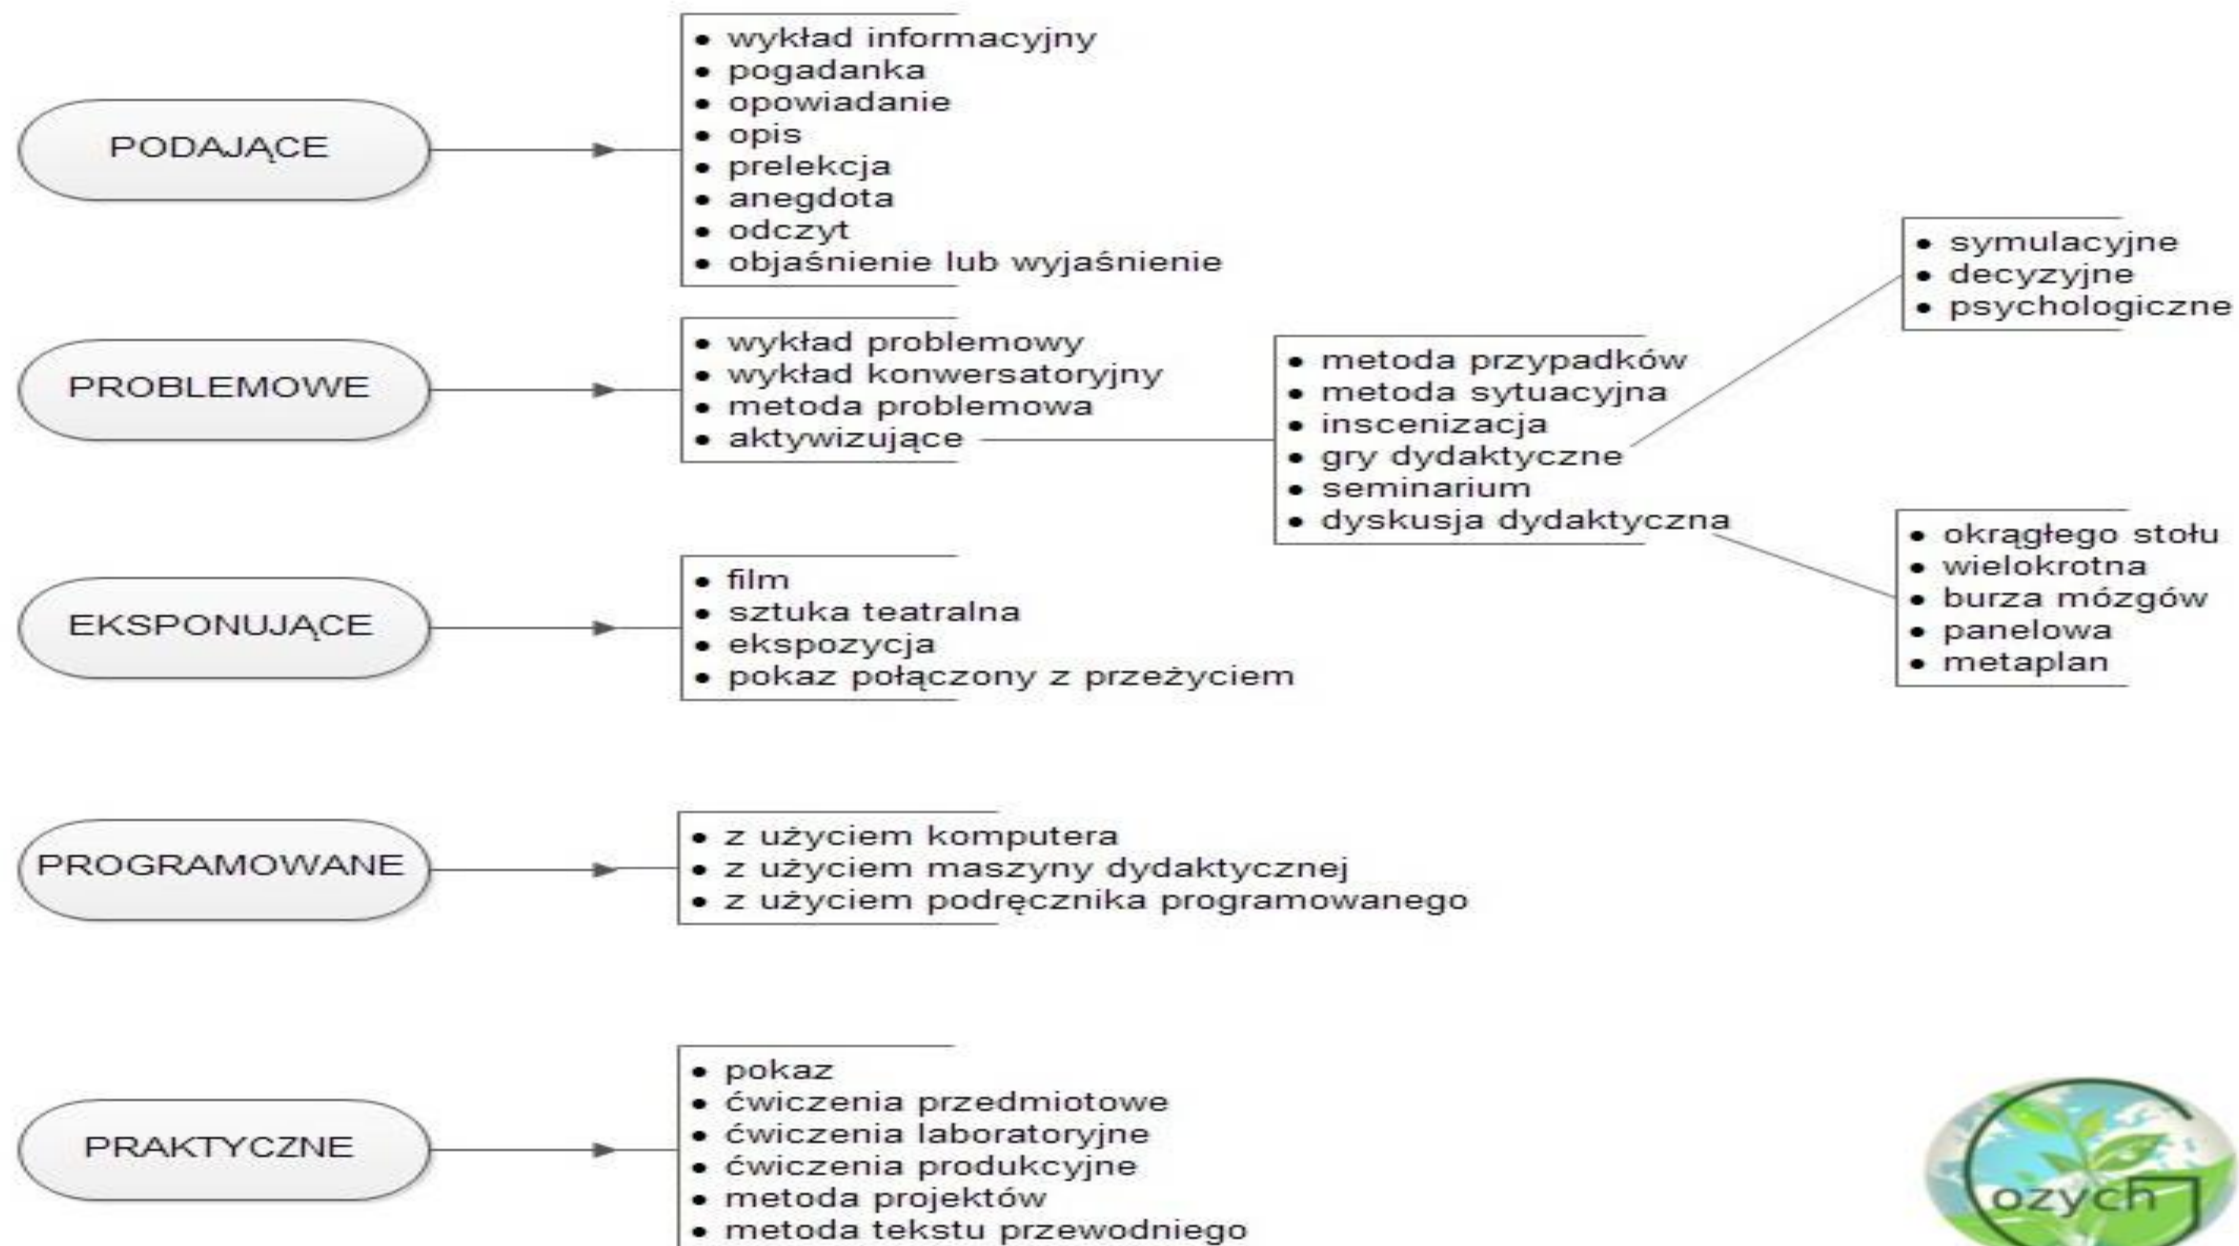 PODAJĄCE
• wykład informacyjny
• pogadanka
• opowiadanie
• opis
• prelekcja
• anegdota
• odczyt
• objaśnienie lub wyjaśnienie
PROBLEMOWE
• wykład problemowy
• wykład konwersatoryjny
• metoda problemowa
• aktywizujące
• metoda przypadków
• metoda sytuacyjna
• inscenizacja
• gry dydaktyczne
• seminarium
• dyskusja dydaktyczna
• symulacyjne
• decyzyjne
• psychologiczne
• okrągłego stołu
• wielokrotna
• burza mózgów
• panelowa
• metaplan
EKSPONUJĄCE
• film
• sztuka teatralna
• ekspozycja
• pokaz połączony z przeżyciem
PROGRAMOWANE
• z użyciem komputera
• z użyciem maszyny dydaktycznej
• z użyciem podręcznika programowanego
PRAKTYCZNE
• pokaz
• ćwiczenia przedmiotowe
• ćwiczenia laboratoryjne
• ćwiczenia produkcyjne
• metoda projektów
• metoda tekstu przewodniego
ozych